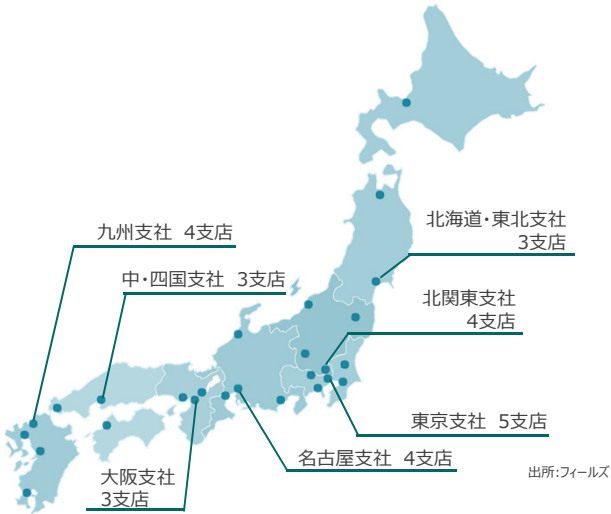 北海道・東北支社
3支店
九州支社 4支店
中・四国支社 3支店
北関東支社
4支店
東京支社 5支店
名古屋支社 4支店
大阪支社
3支店
出所:フィールズ